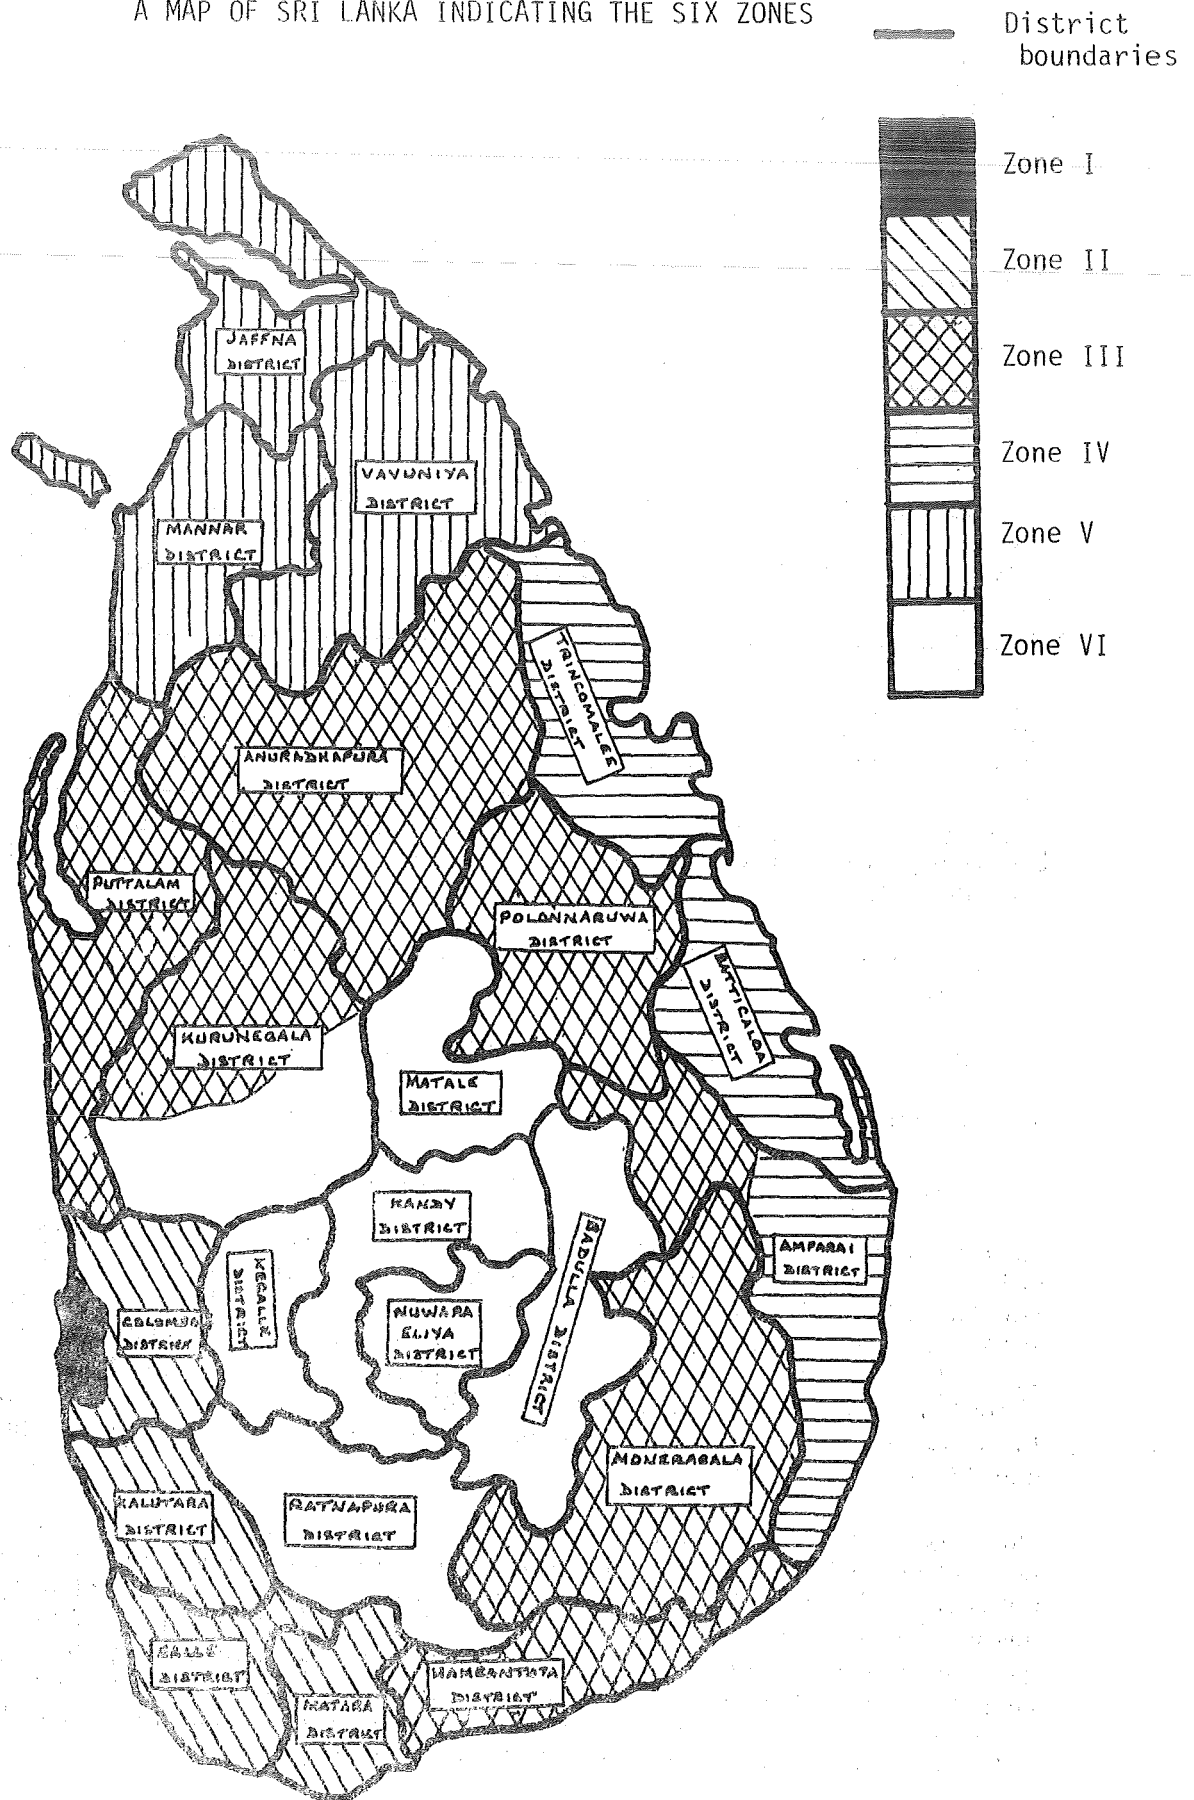 A MAP OF SRI LANKA INDICATING THE SIX ZONES
District
boundaries
Zone I
Zone II
Zone III
Zone IV
Zone V
Zone VI
JAFFNA
DISTRICT
VAVUNIYA
DISTRICT
MANNAR
DISTRICT
TRINCOMALEE
DISTRICT
ANURADHAPURA
DISTRICT
PUTTALAM
DISTRICT
POLONNARUWA
DISTRICT
BATTICALOA
DISTRICT
KURUNEGALA
DISTRICT
MATALE
DISTRICT
KANDY
DISTRICT
AMPARAI
DISTRICT
KEGALLE
DISTRICT
BADULLA DISTRICT
COLOMBO
DISTRICT
NUWARA
ELIYA
DISTRICT
MONERAGALA
DISTRICT
KALUTARA
DISTRICT
RATNAPURA
DISTRICT
GALLE
DISTRICT
HAMBANTOTA
DISTRICT
MATARA
DISTRICT